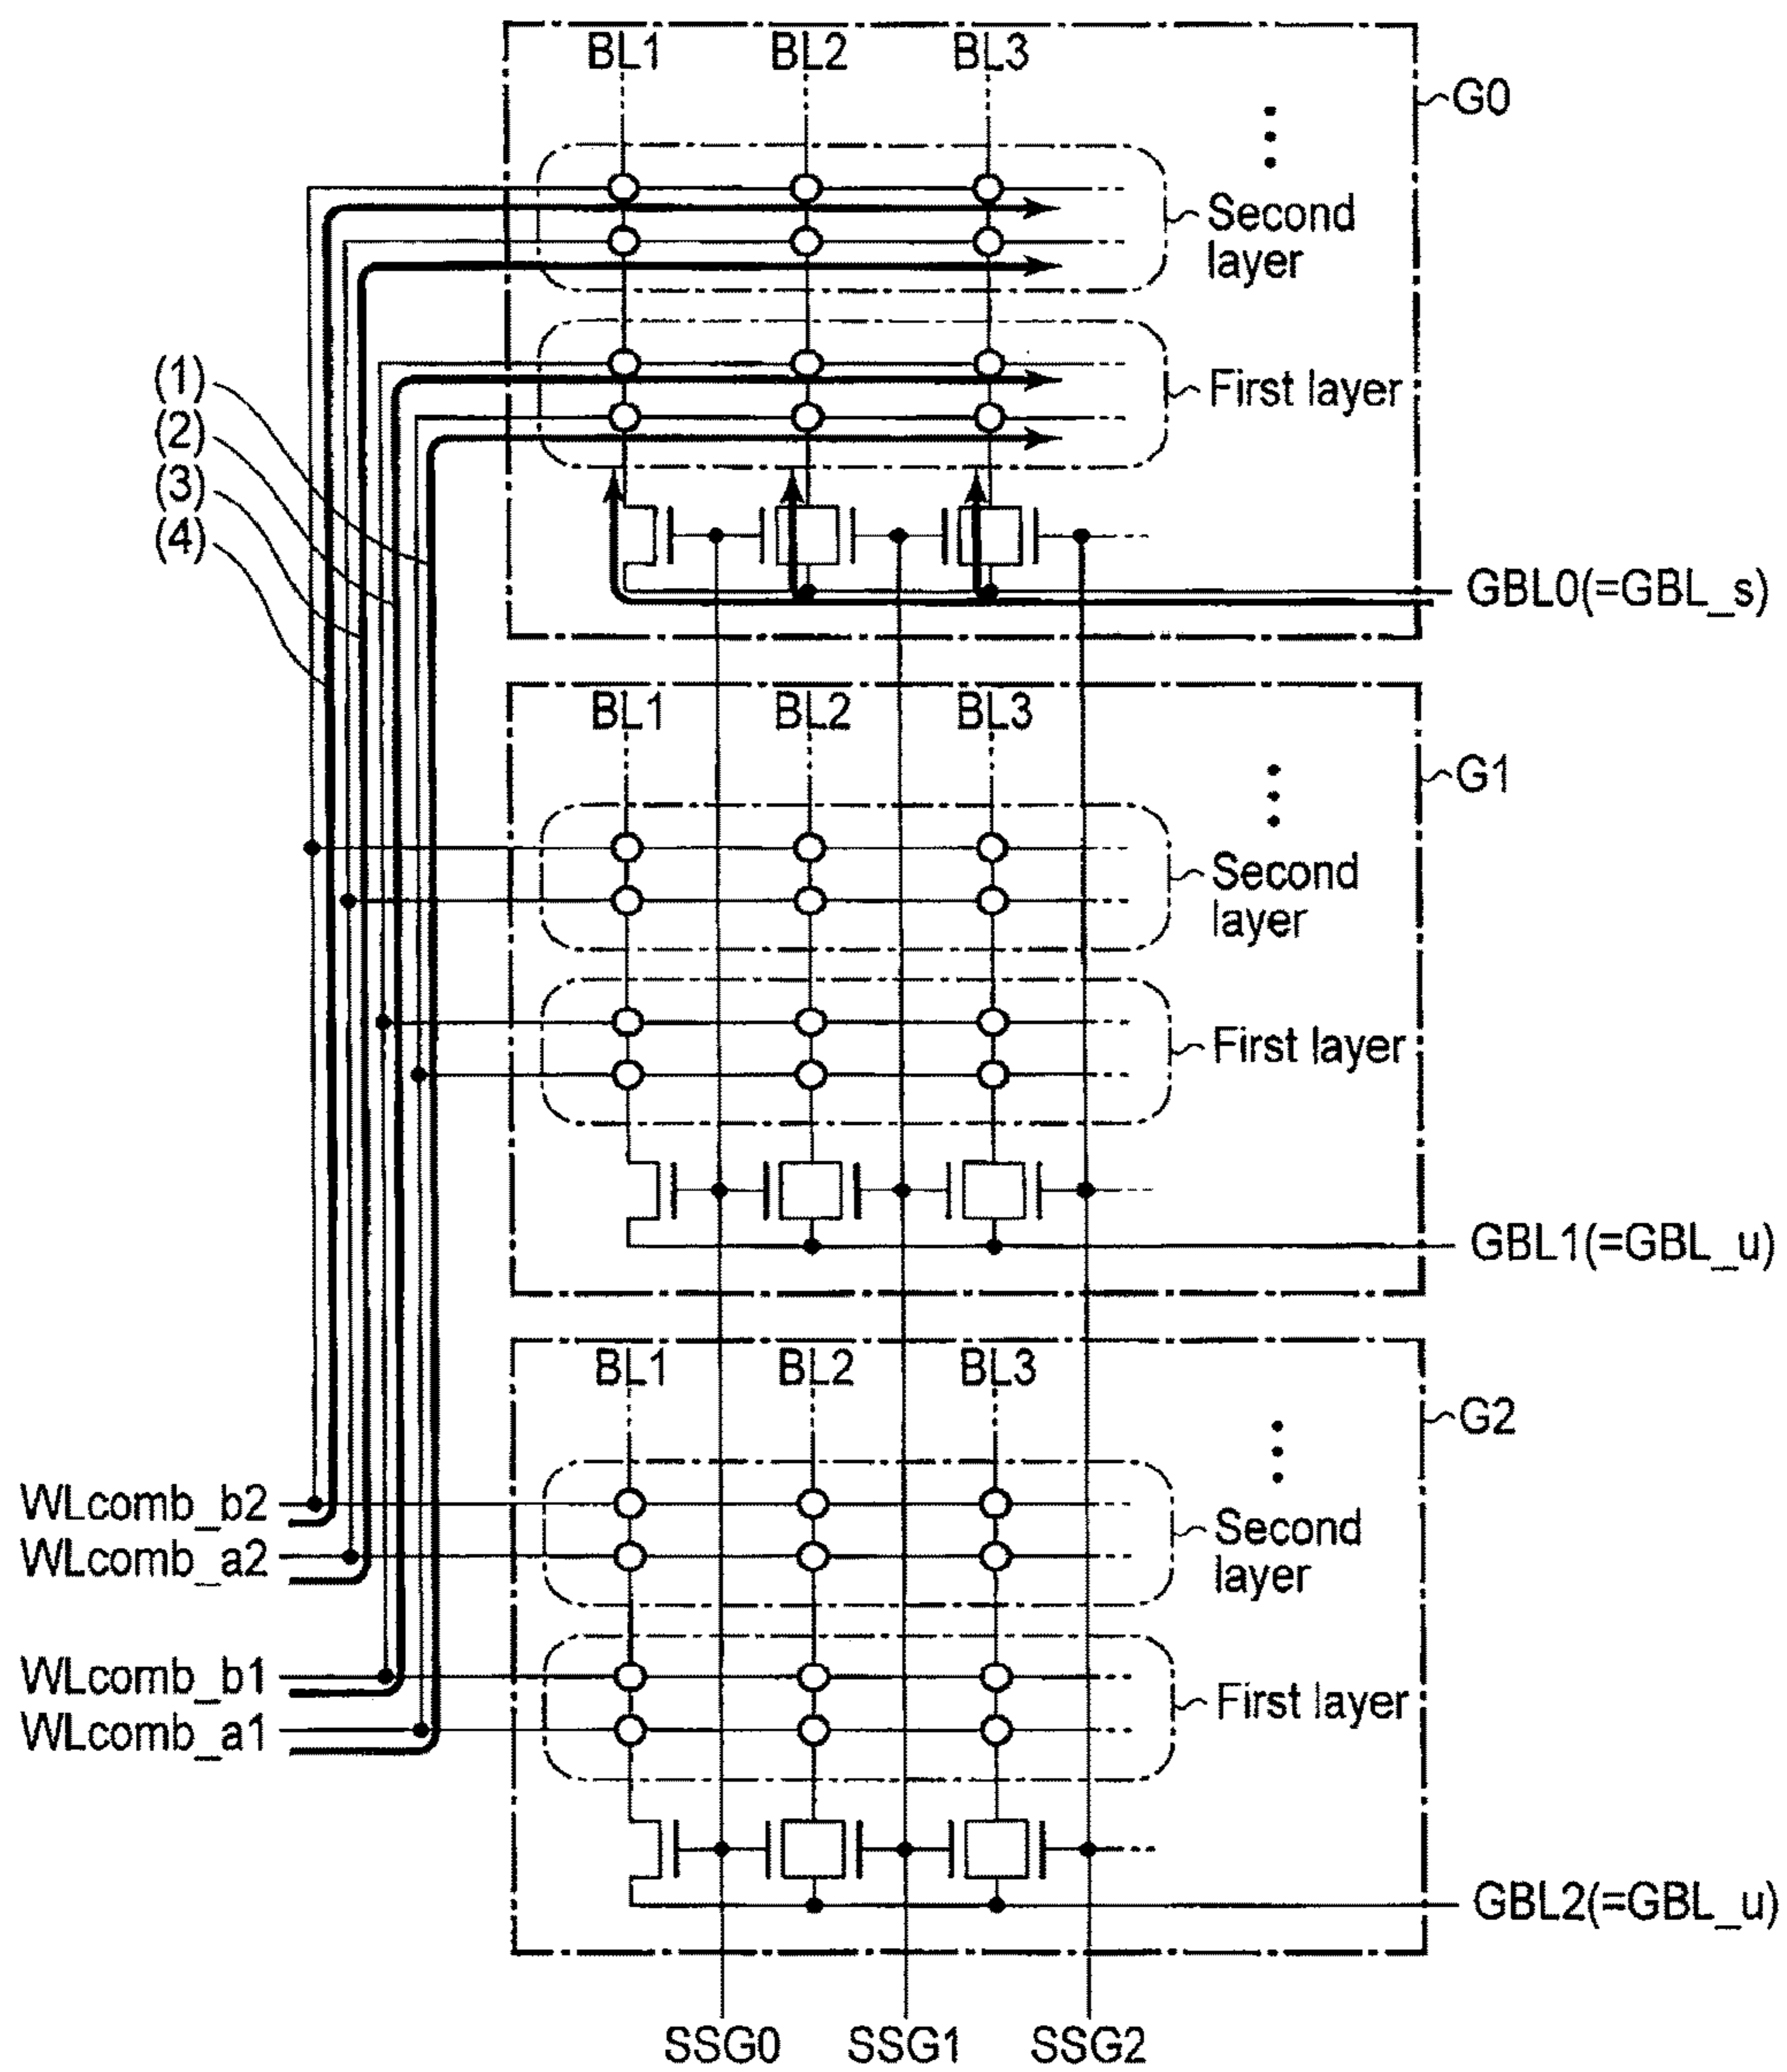 BL1 BL2 BL3
G0
Second
layer
(1)
First layer
(2)
(3)
(4)
GBL0(=GBL_s)
BL1 BL2 BL3
G1
Second
layer
First layer
GBL1(=GBL_u)
BL1 BL2 BL3
G2
WLcomb_b2
Second
layer
WLcomb_a2
WLcomb_b1
First layer
WLcomb_a1
GBL2(=GBL_u)
SSG0 SSG1 SSG2